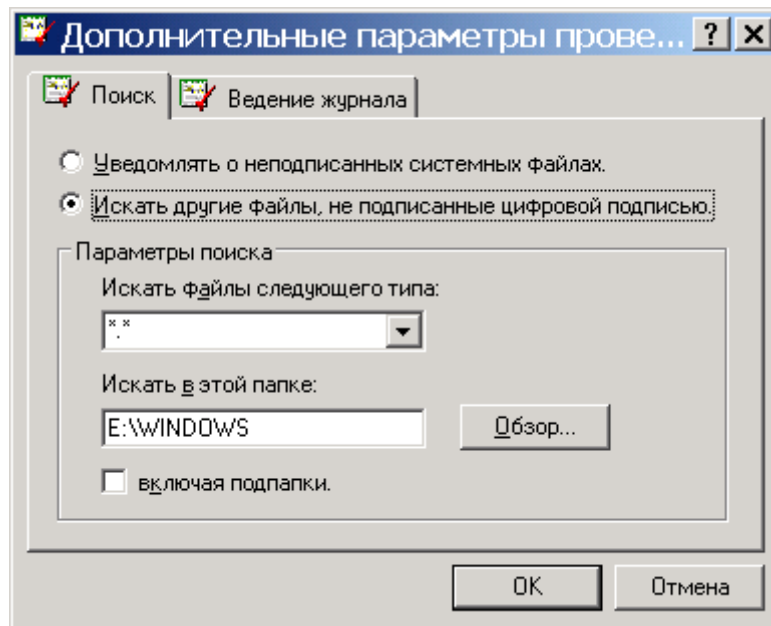 Дополнительные параметры прове...
Поиск
Ведение журнала
Уведомлять о неподписанных системных файлах.
Искать другие файлы, не подписанные цифровой подписью.
Параметры поиска
Искать файлы следующего типа:
*.*
Искать в этой папке:
E:\WINDOWS
Обзор...
включая подпапки.
OK
Отмена